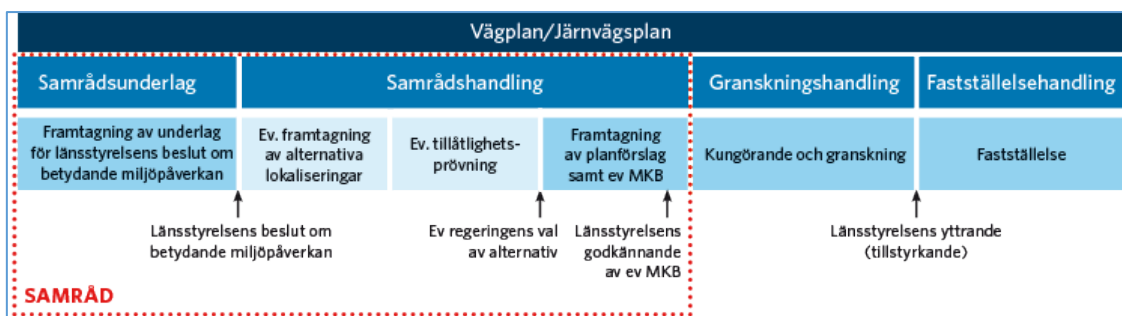 Vägplan/Järnvägsplan
Samrådsunderlag
Samrådshandling
Granskningshandling
Fastställelsehandling
Framtagning av underlag
för länsstyrelsens beslut om
betydande miljöpåverkan
Ev. framtagning
av alternativa
lokaliseringar
Ev. tillåtlighets-
prövning
Framtagning
av planförslag
samt ev MKB
Kungörande och granskning
Fastställelse
Länsstyrelsens beslut om
betydande miljöpåverkan
Ev regeringens val
av alternativ
Länsstyrelsens
godkännande
av ev MKB
Länsstyrelsens yttrande
(tillstyrkande)
SAMRÅD